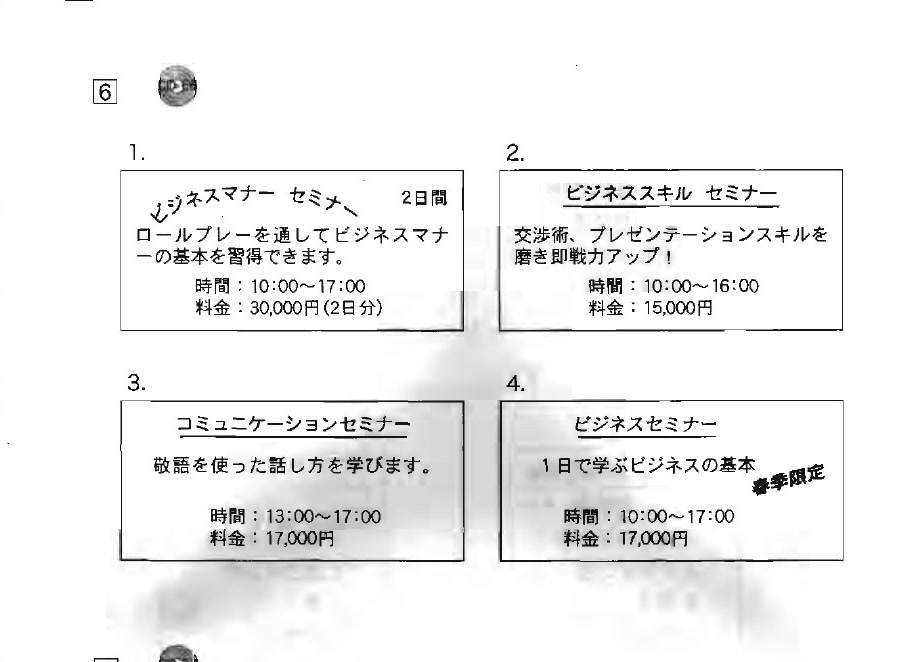 6
1.
ビジネスマナー セミナー 2日間
ロールプレーを通してビジネスマナ
ーの基本を習得できます。
時間：10:00～17:00
料金：30,000円(2日分)
2.
ビジネススキル セミナー
交渉術、プレゼンテーションスキルを
磨き即戦力アップ！
時間：10:00～16:00
料金：15,000円
3.
コミュニケーションセミナー
敬語を使った話し方を学びます。
時間：13:00～17:00
料金：17,000円
4.
ビジネスセミナー
1日で学ぶビジネスの基本
春季限定
時間：10:00～17:00
料金：17,000円